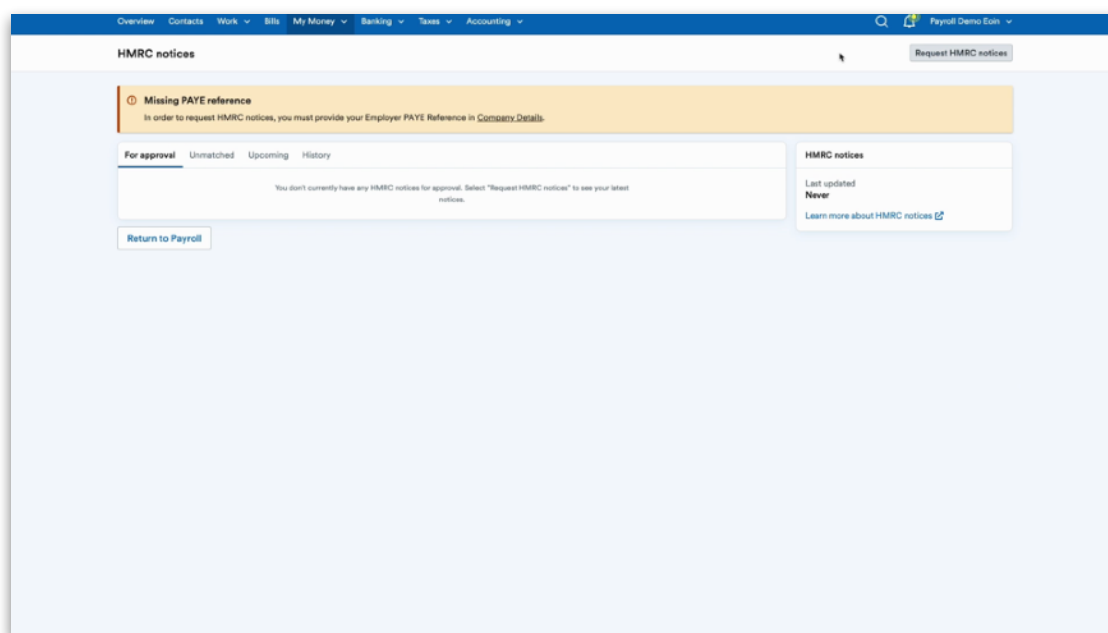 Overview Contacts Work Bills My Money Banking Taxes Accounting Payroll Demo Eoin
HMRC notices
Request HMRC notices
Missing PAYE reference
In order to request HMRC notices, you must provide your Employer PAYE Reference in Company Details.
For approval Unmatched Upcoming History
You don't currently have any HMRC notices for approval. Select "Request HMRC notices" to see your latest
notices.
HMRC notices
Last updated
Never
Learn more about HMRC notices
Return to Payroll